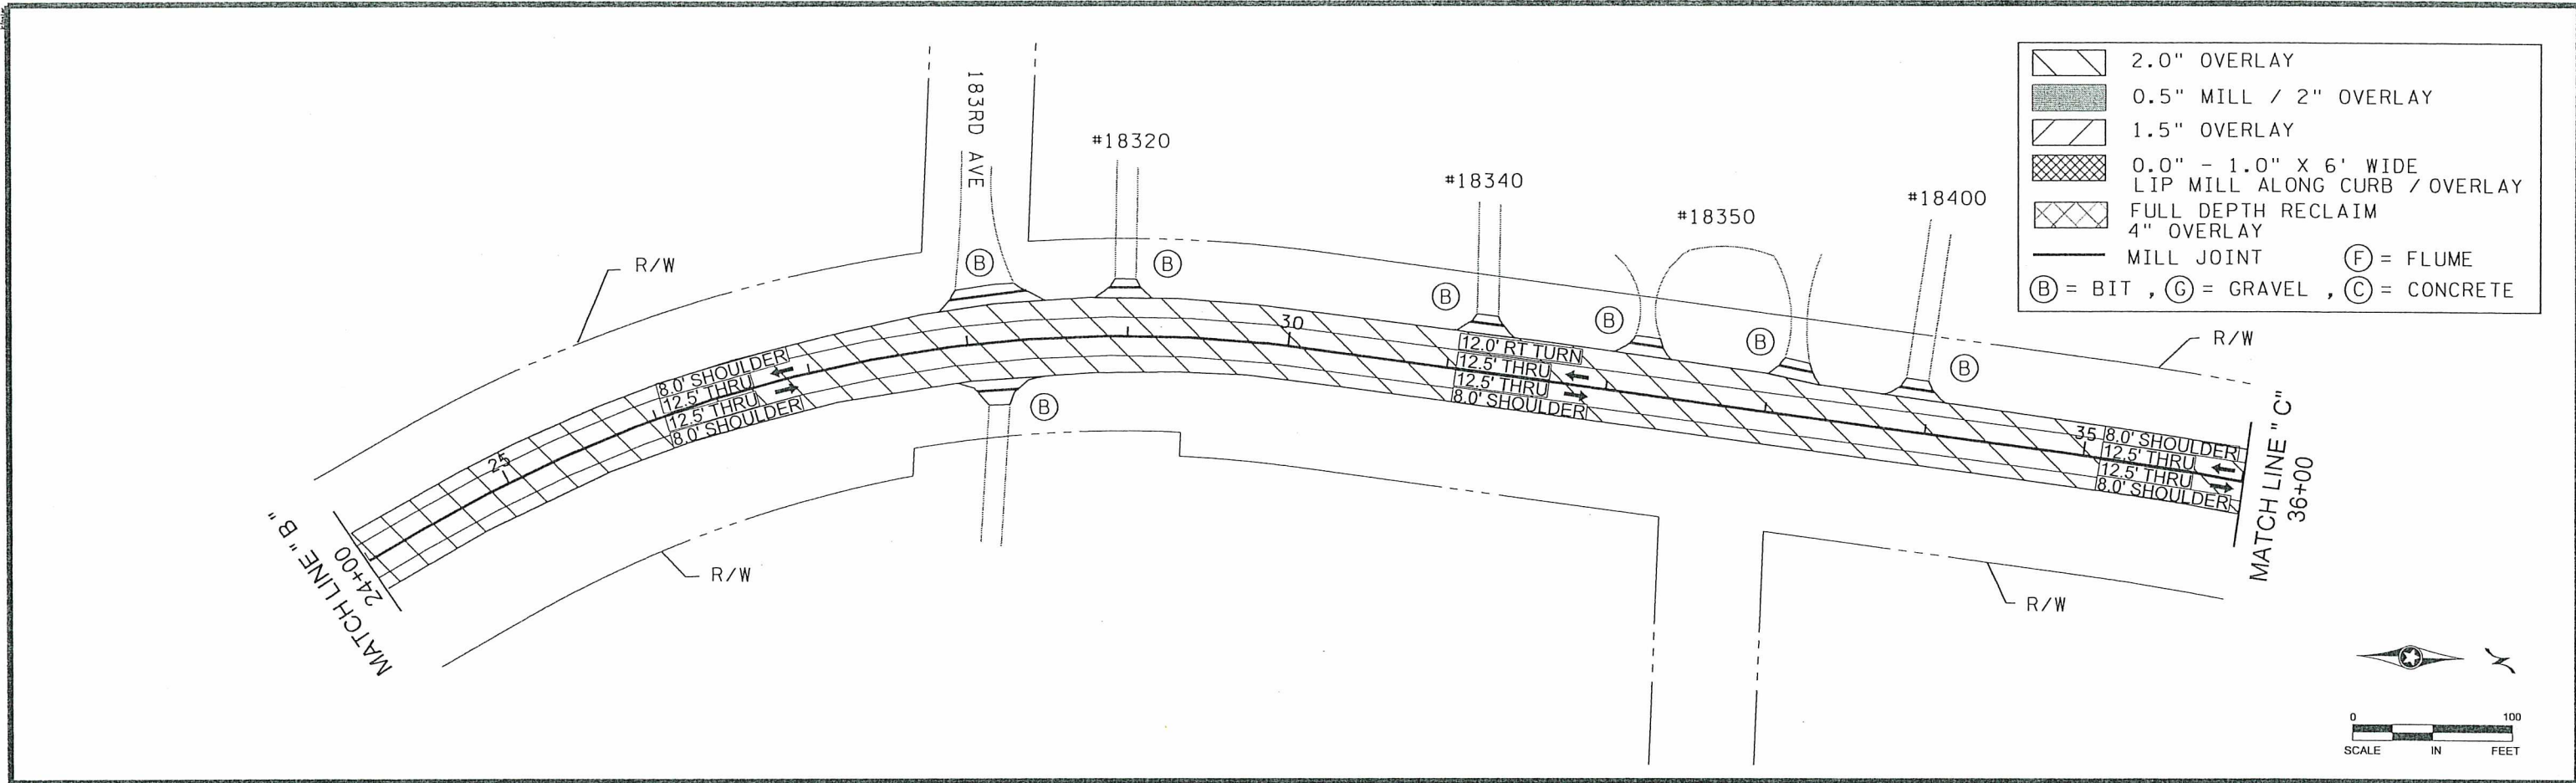 2.0" OVERLAY
0.5" MILL / 2" OVERLAY
1.5" OVERLAY
0.0" - 1.0" X 6' WIDE
LIP MILL ALONG CURB / OVERLAY
FULL DEPTH RECLAIM
4" OVERLAY
MILL JOINT
Ⓕ = FLUME
Ⓑ = BIT , Ⓖ = GRAVEL , Ⓒ = CONCRETE
183RD AVE
#18320
#18340
#18350
#18400
R/W
R/W
B
B
B
B
B
B
B
30
12.0' RT TURN
12.5' THRU
12.5' THRU
8.0' SHOULDER
8.0' SHOULDER
12.5' THRU
12.5' THRU
8.0' SHOULDER
25
35
8.0' SHOULDER
12.5' THRU
12.5' THRU
8.0' SHOULDER
MATCH LINE "B"
24+00
MATCH LINE "C"
36+00
R/W
R/W
Z
0 100
SCALE IN FEET